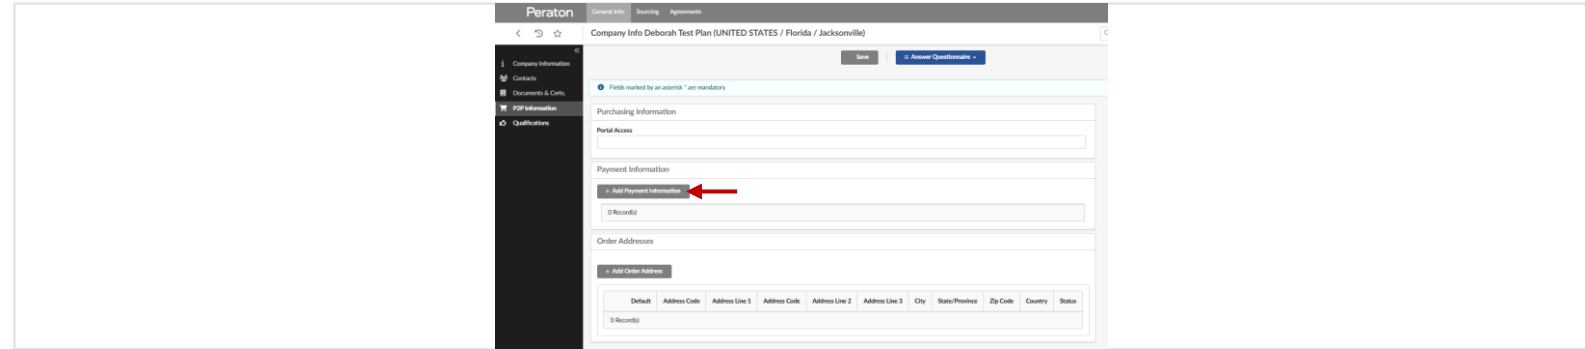 Peraton
General Info. Sourcing Agreements
Company Info Deborah Test Plan (UNITED STATES / Florida / Jacksonville)
Save
Answer Questionnaire
Company Information
Contacts
Documents & Certs.
P2P Information
Qualifications
Fields marked by an asterisk * are mandatory
Purchasing Information
Portal Access
Payment Information
+ Add Payment Information
0 Record(s)
Order Addresses
+ Add Order Address
Default Address Code Address Line 1 Address Code Address Line 2 Address Line 3 City State/Province Zip Code Country Status
0 Record(s)